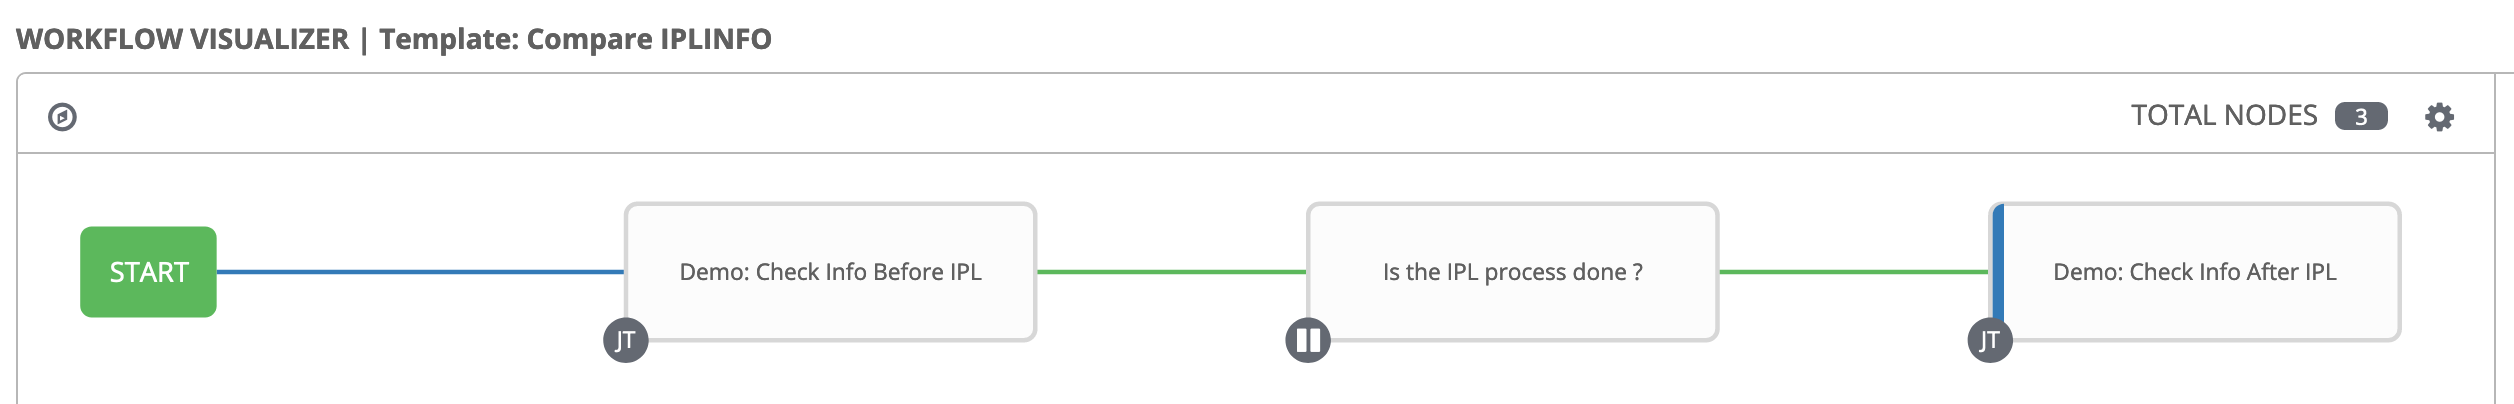 WORKFLOW VISUALIZER | Template: Compare IPLINFO
TOTAL NODES 3
START
Demo: Check Info Before IPL
Is the IPL process done ?
Demo: Check Info After IPL
JT
JT